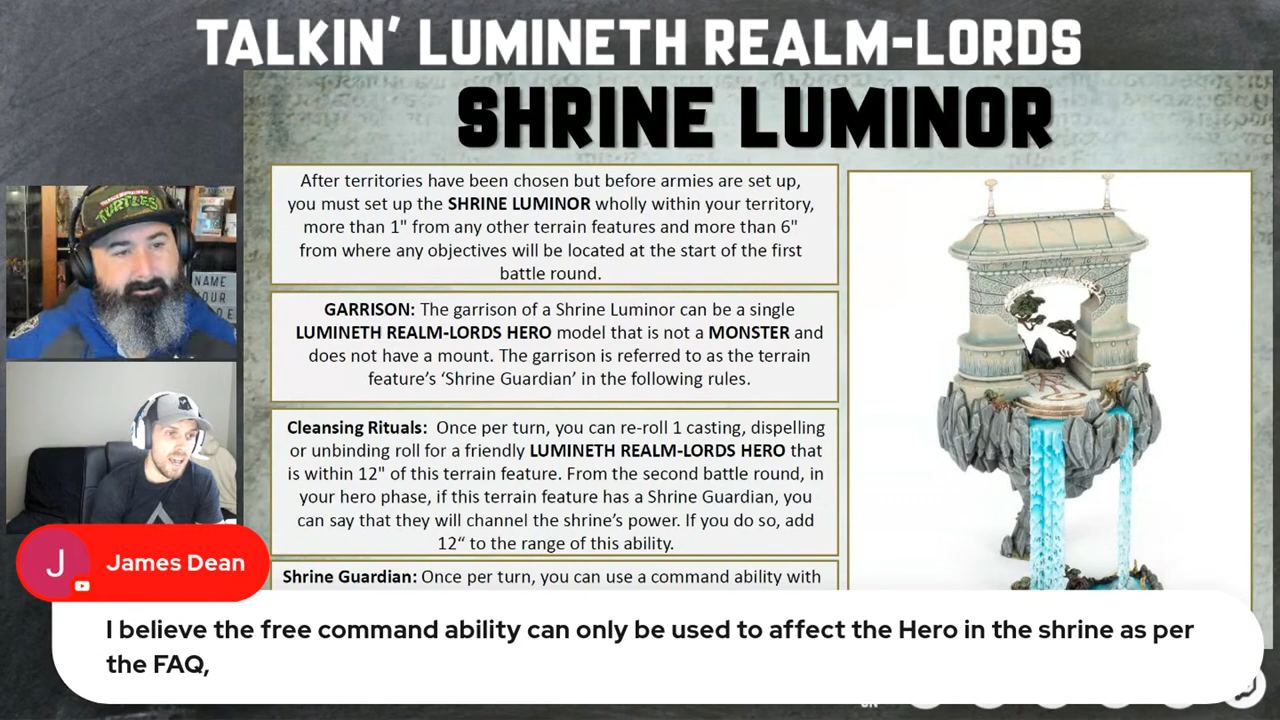 TALKIN' LUMINETH REALM-LORDS
SHRINE LUMINOR
After territories have been chosen but before armies are set up,
you must set up the SHRINE LUMINOR wholly within your territory,
more than 1" from any other terrain features and more than 6"
from where any objectives will be located at the start of the first
battle round.
GARRISON: The garrison of a Shrine Luminor can be a single
LUMINETH REALM-LORDS HERO model that is not a MONSTER and
does not have a mount. The garrison is referred to as the terrain
feature's 'Shrine Guardian' in the following rules.
Cleansing Rituals: Once per turn, you can re-roll 1 casting, dispelling
or unbinding roll for a friendly LUMINETH REALM-LORDS HERO that
is within 12" of this terrain feature. From the second battle round, in
your hero phase, if this terrain feature has a Shrine Guardian, you
can say that they will channel the shrine's power. If you do so, add
12" to the range of this ability.
Shrine Guardian: Once per turn, you can use a command ability with
TURTLES
NAME
YOUR
J
James Dean
I believe the free command ability can only be used to affect the Hero in the shrine as per
the FAQ,